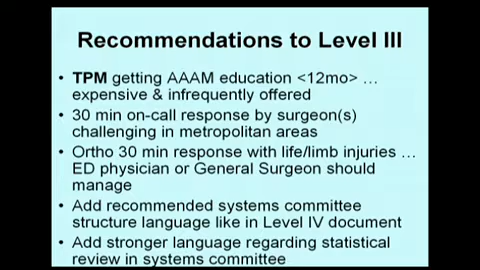 Recommendations to Level III
• TPM getting AAAM education <12mo> …
expensive & infrequently offered
• 30 min on-call response by surgeon(s)
challenging in metropolitan areas
• Ortho 30 min response with life/limb injuries …
ED physician or General Surgeon should
manage
• Add recommended systems committee
structure language like in Level IV document
• Add stronger language regarding statistical
review in systems committee